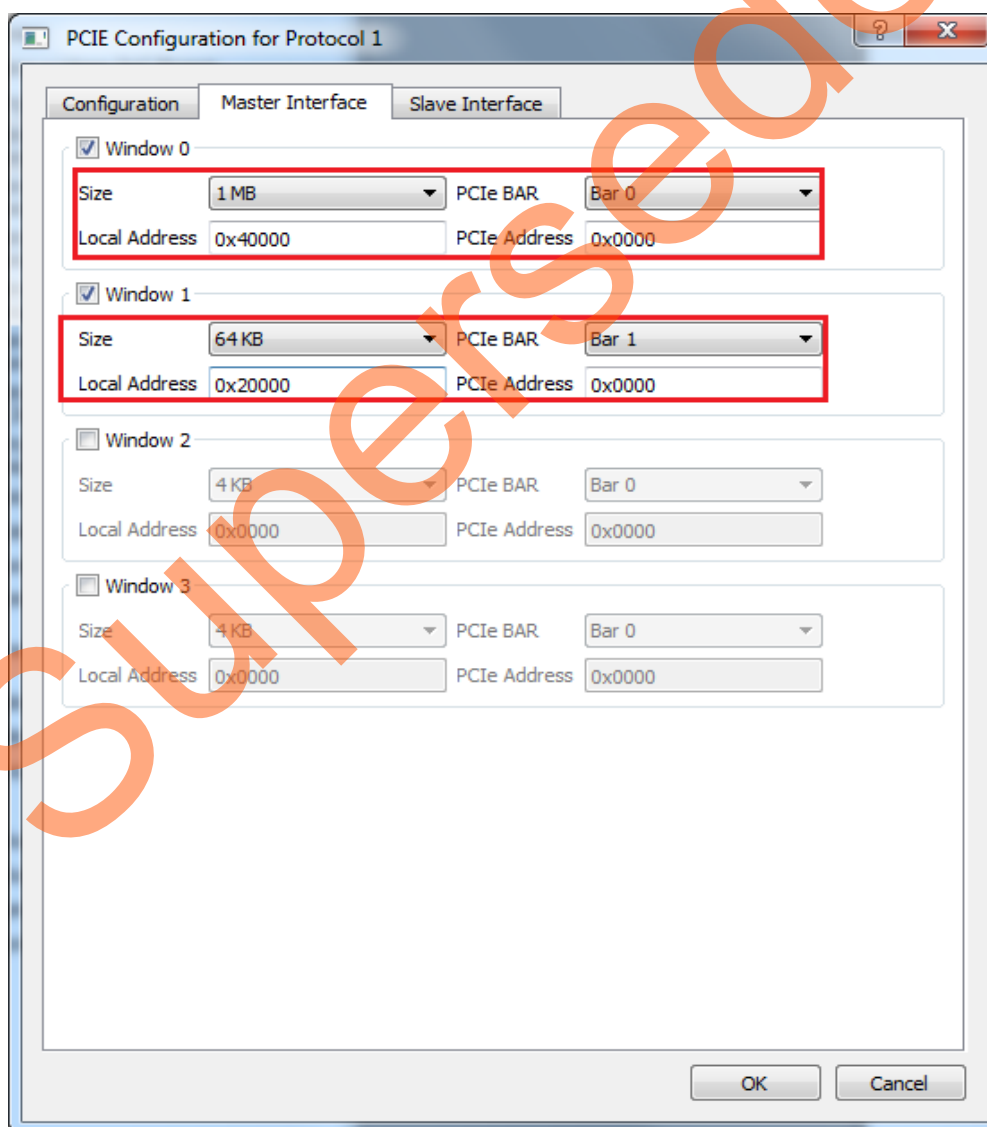 PCIE Configuration for Protocol 1
?
Configuration Master Interface Slave Interface
Window 0
Size 1 MB PCIe BAR Bar 0
Local Address 0x40000 PCIe Address 0x0000
Window 1
Size 64 KB PCIe BAR Bar 1
Local Address 0x20000 PCIe Address 0x0000
Window 2
Size 4 KB PCIe BAR Bar 0
Local Address 0x0000 PCIe Address 0x0000
Window 3
Size 4 KB PCIe BAR Bar 0
Local Address 0x0000 PCIe Address 0x0000
OK Cancel
Supersede